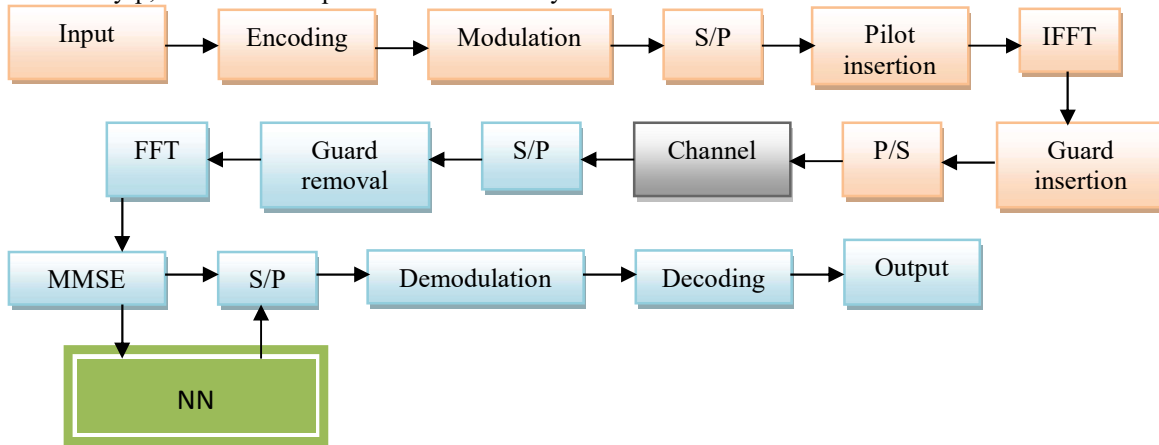 Input
Encoding
Modulation
S/P
Pilot
insertion
IFFT
FFT
Guard
removal
S/P
Channel
P/S
Guard
insertion
MMSE
S/P
Demodulation
Decoding
Output
NN